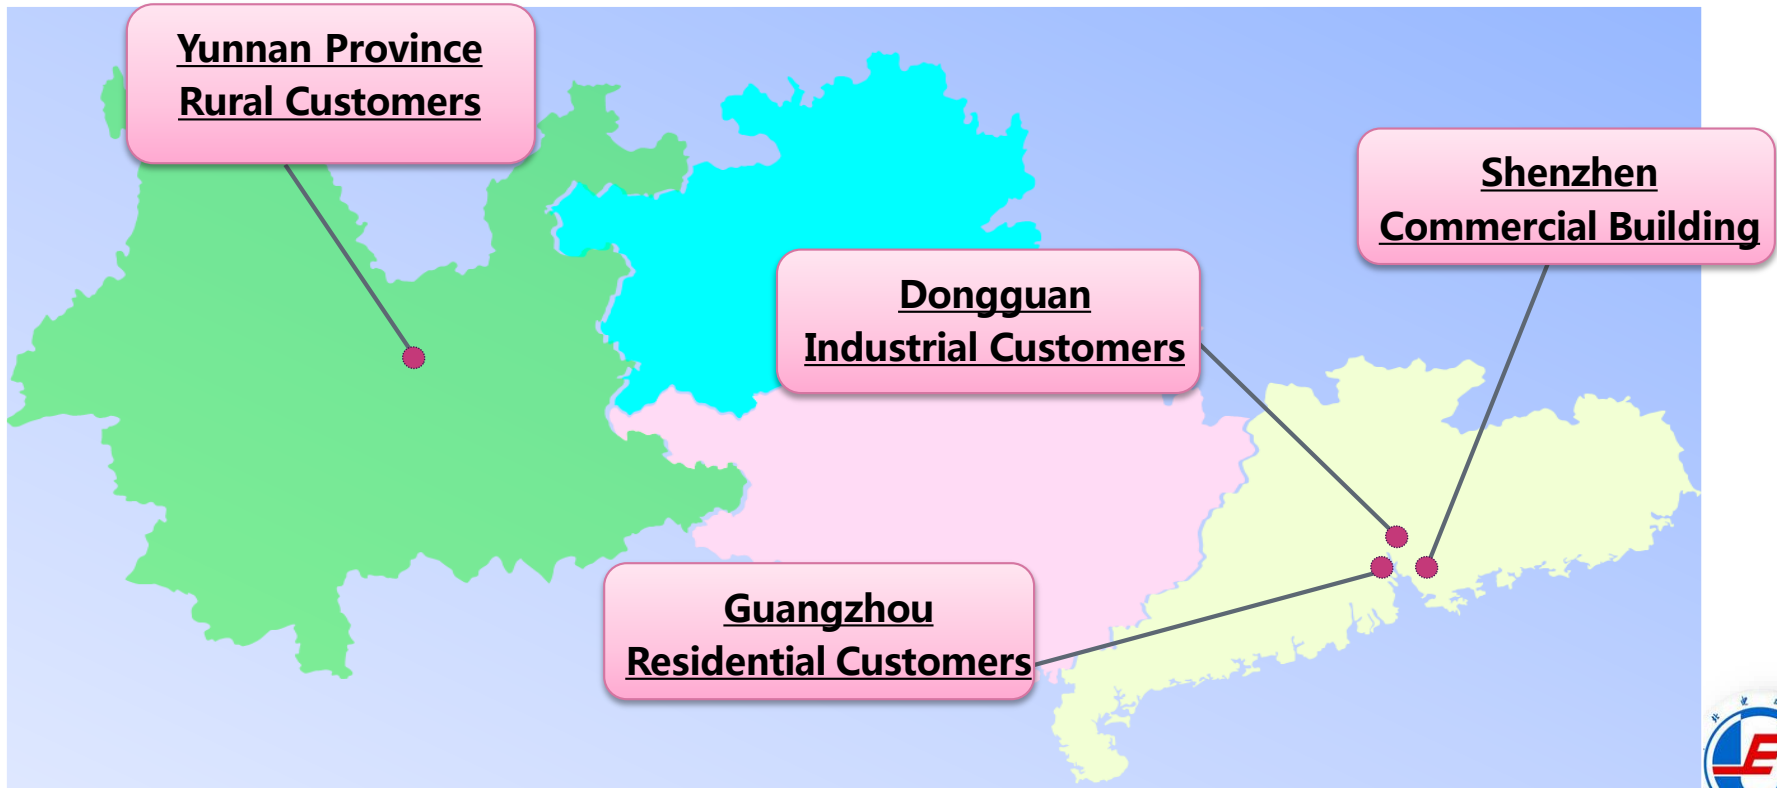 Yunnan Province
Rural Customers
Shenzhen
Commercial Building
Dongguan
Industrial Customers
Guangzhou
Residential Customers